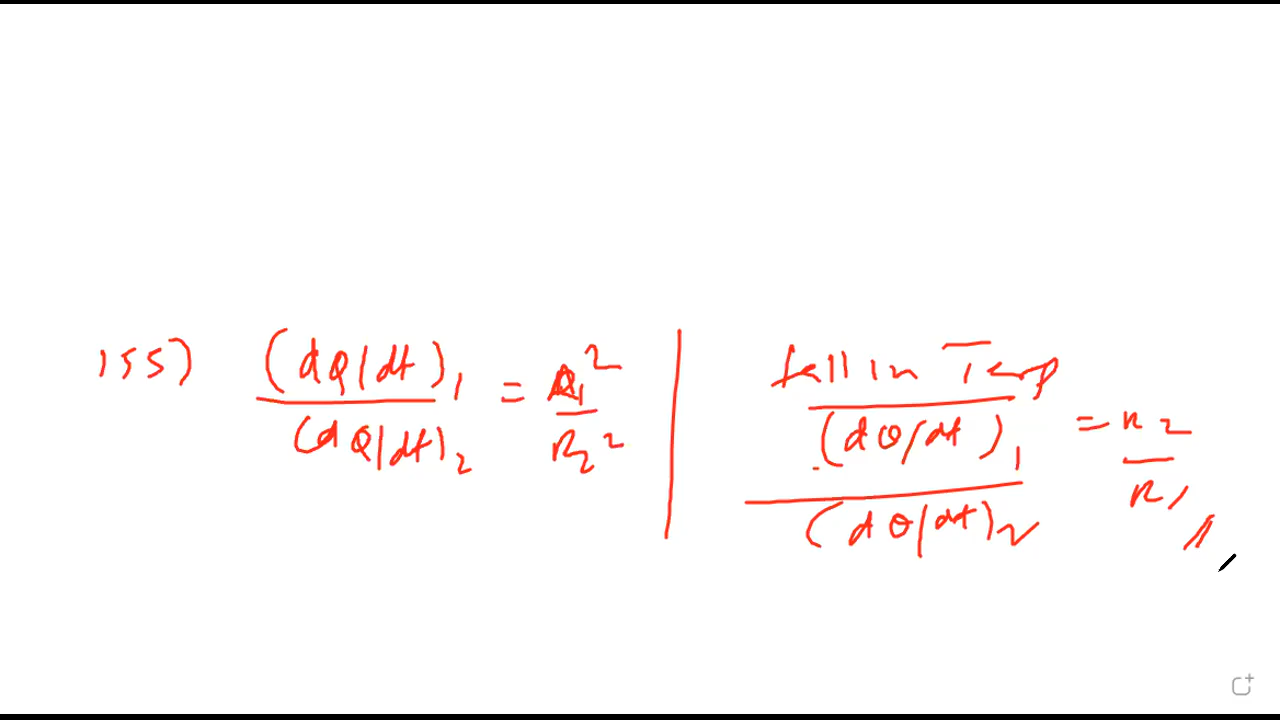 155) (dQ/dt)₁ / (dQ/dt)₂ = R₁² / R₂²
fall in Temp
(dθ/dt)₁ / (dθ/dt)₂ = R₂ / R₁